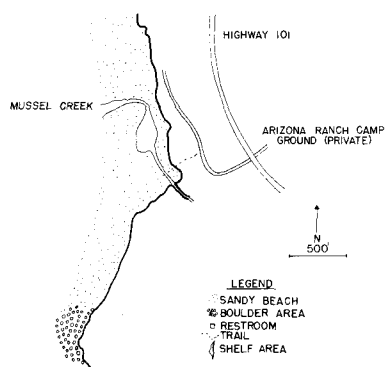 HIGHWAY 101
MUSSEL CREEK
ARIZONA RANCH CAMP
GROUND (PRIVATE)
N
500'
LEGEND
SANDY BEACH
BOULDER AREA
RESTROOM
TRAIL
SHELF AREA